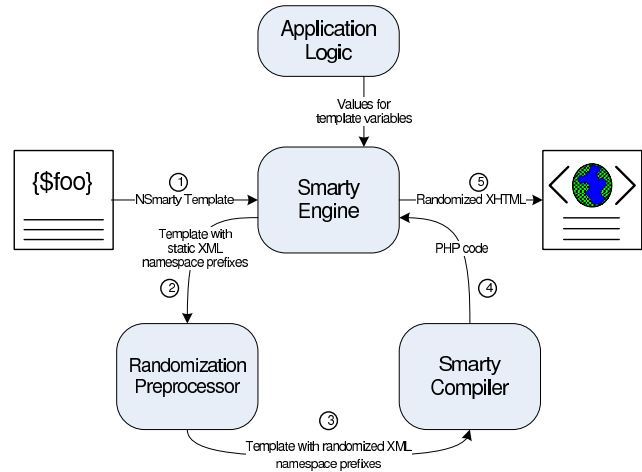 Application
Logic
Values for
template variables
{$foo}
1
NSmarty Template
Smarty
Engine
5
Randomized XHTML
< >
Template with
static XML
namespace prefixes
2
PHP code
4
Randomization
Preprocessor
Smarty
Compiler
3
Template with randomized XML
namespace prefixes